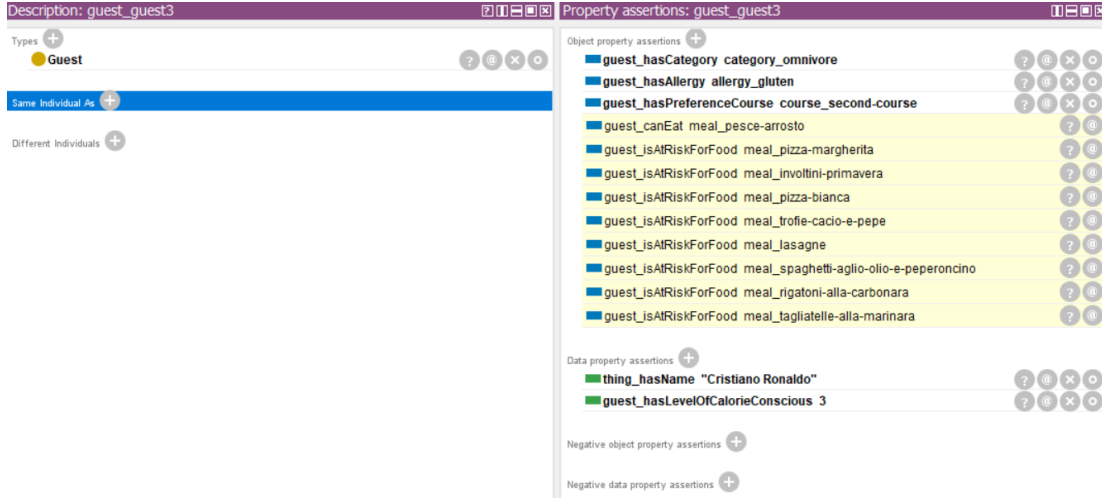 Description: guest_guest3
Types
Guest
Same Individual As
Different Individuals
Property assertions: guest_guest3
Object property assertions
guest_hasCategory category_omnivore
guest_hasAllergy allergy_gluten
guest_hasPreferenceCourse course_second-course
guest_canEat meal_pesce-arrosto
guest_isAtRiskForFood meal_pizza-margherita
guest_isAtRiskForFood meal_involtini-primavera
guest_isAtRiskForFood meal_pizza-bianca
guest_isAtRiskForFood meal_trofie-cacio-e-pepe
guest_isAtRiskForFood meal_lasagne
guest_isAtRiskForFood meal_spaghetti-aglio-olio-e-peperoncino
guest_isAtRiskForFood meal_rigatoni-alla-carbonara
guest_isAtRiskForFood meal_tagliatelle-alla-marinara
Data property assertions
thing_hasName "Cristiano Ronaldo"
guest_hasLevelOfCalorieConscious 3
Negative object property assertions
Negative data property assertions